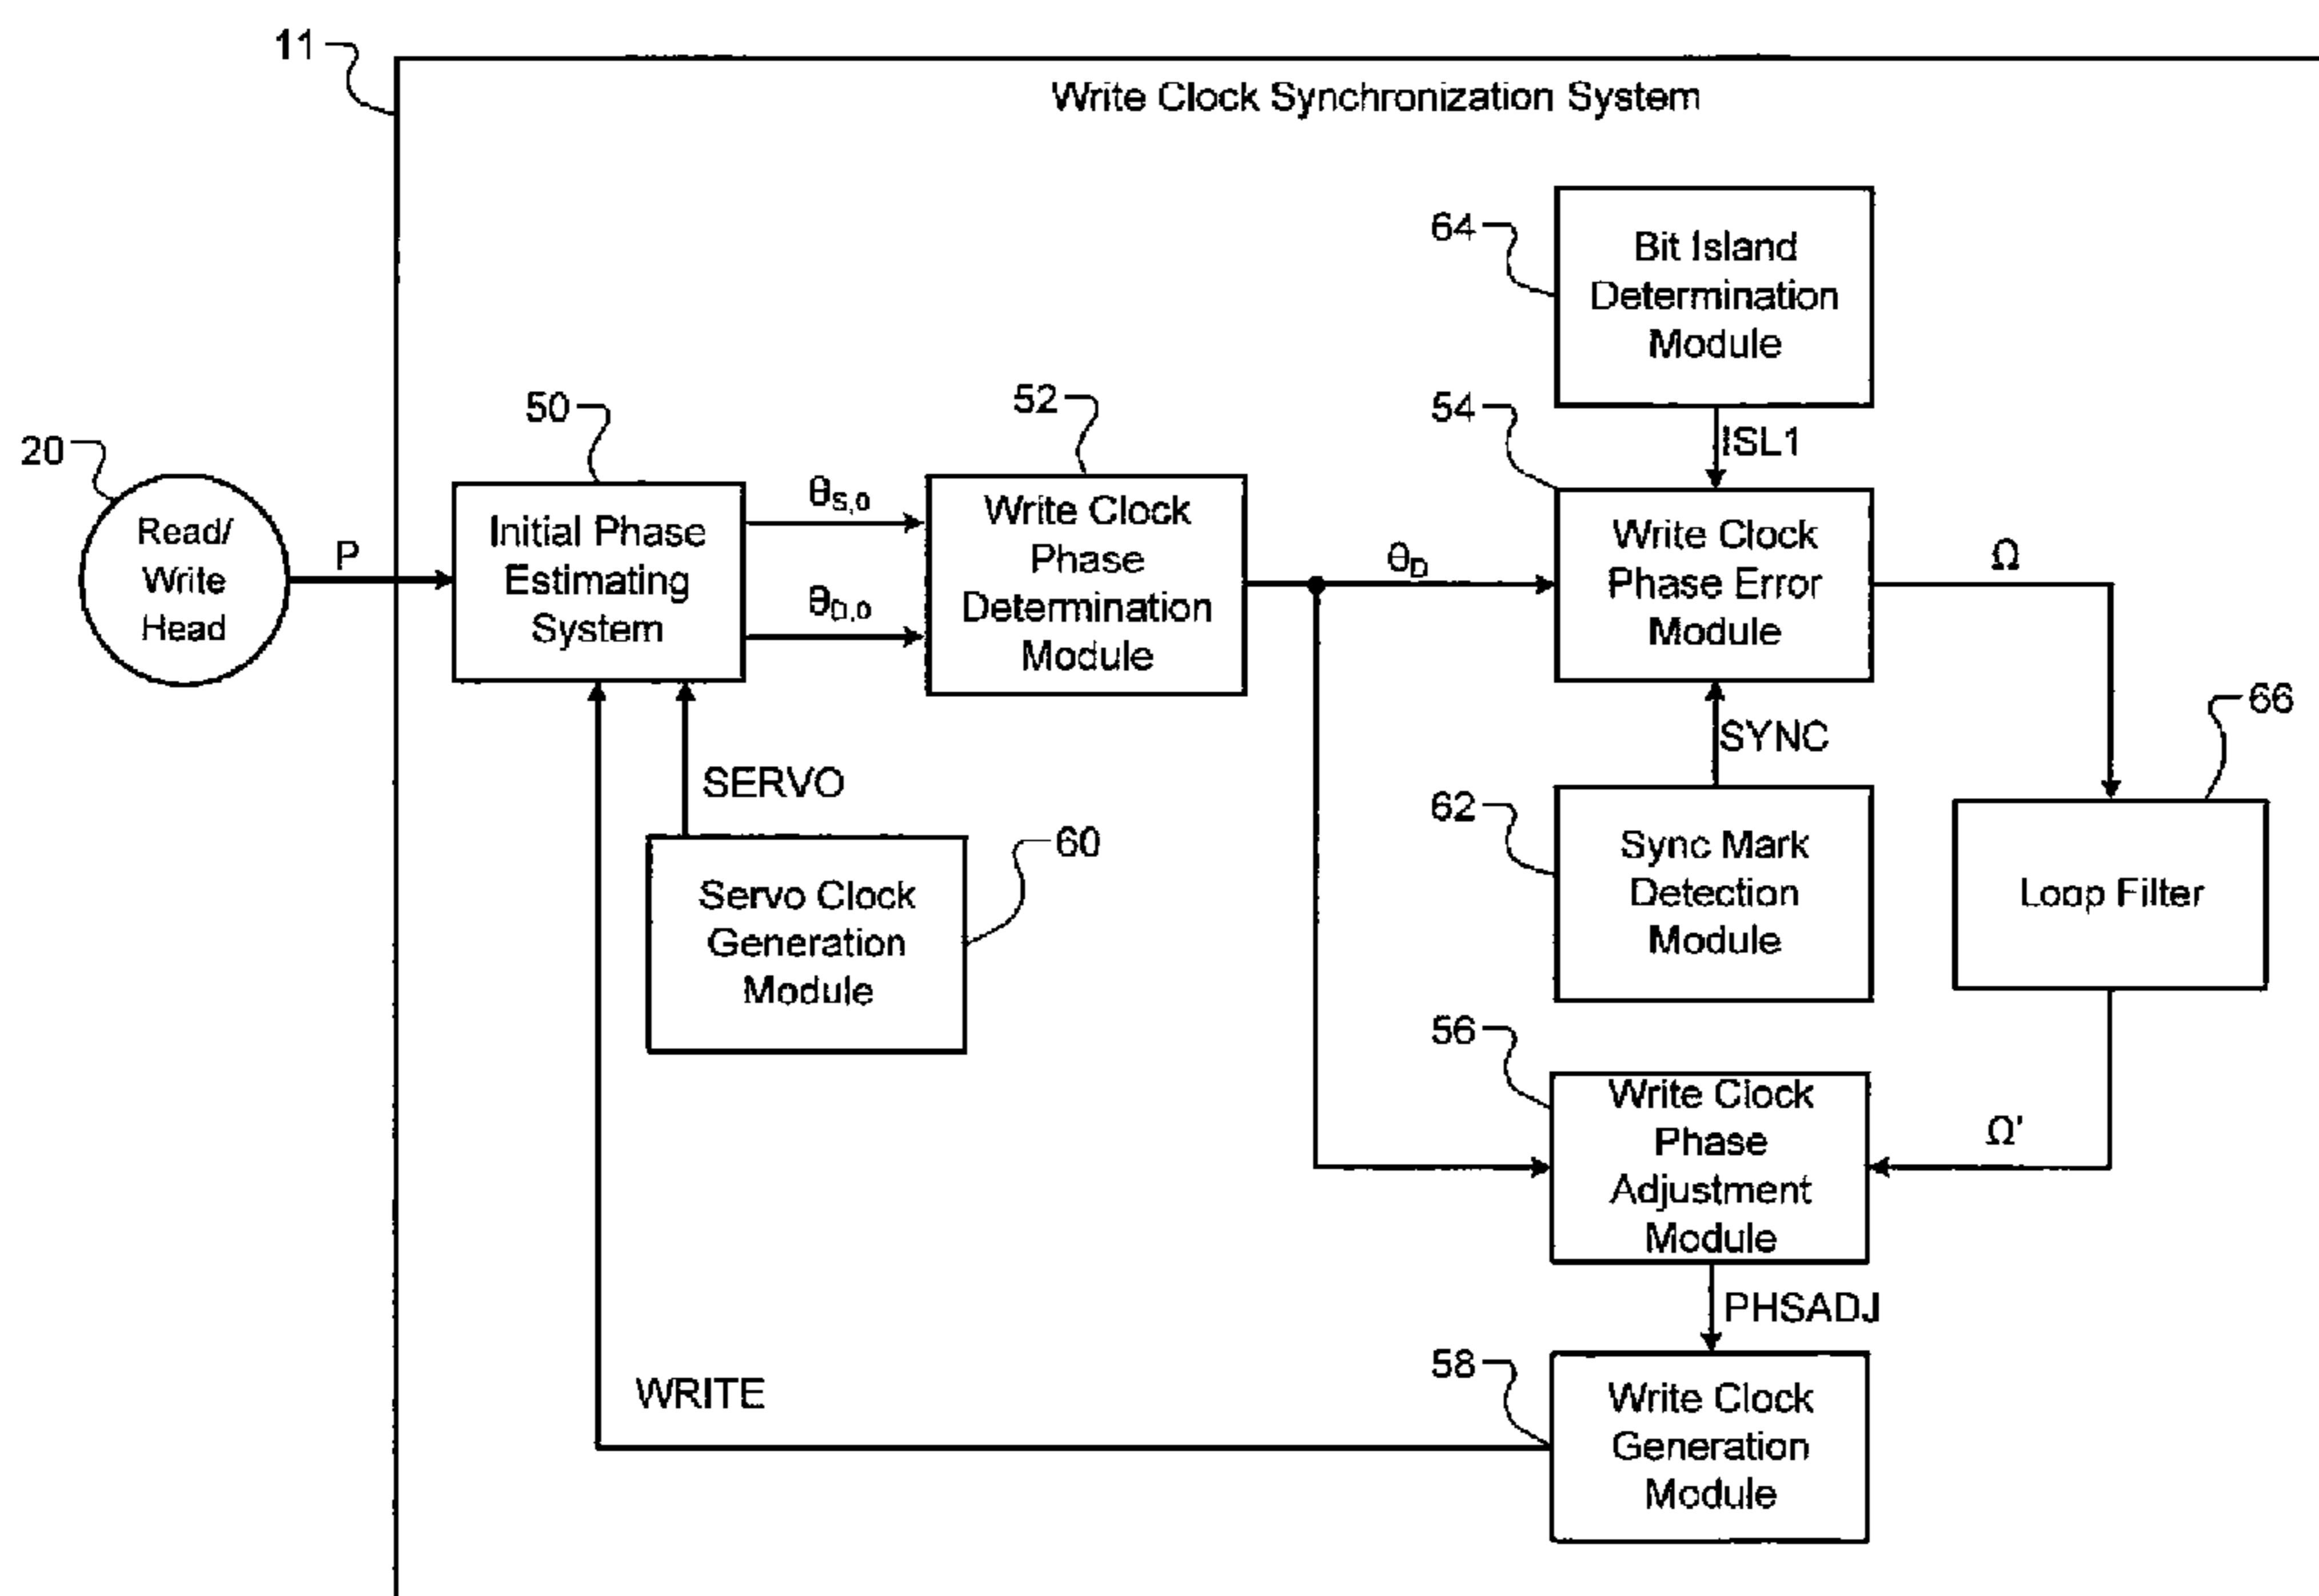 11
Write Clock Synchronization System
64
Bit Island
Determination
Module
ISL1
20
Read/
Write
Head
P
50
Initial Phase
Estimating
System
θS,0
θD,0
52
Write Clock
Phase
Determination
Module
θD
54
Write Clock
Phase Error
Module
Ω
SYNC
66
SERVO
60
Servo Clock
Generation
Module
62
Sync Mark
Detection
Module
Loop Filter
56
Write Clock
Phase
Adjustment
Module
Ω'
PHSADJ
WRITE
58
Write Clock
Generation
Module